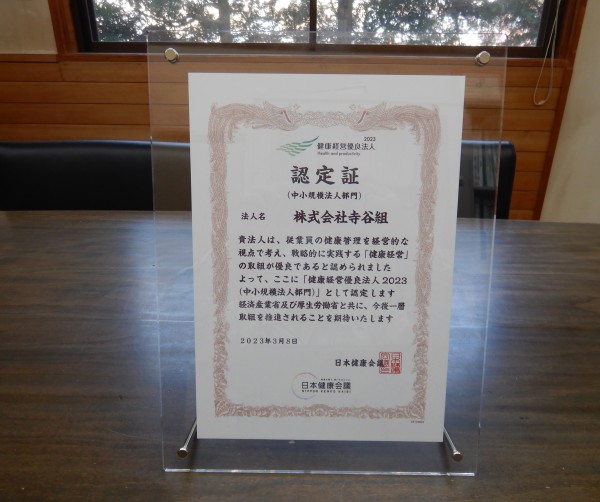 2023
健康経営優良法人
Health and productivity
認定証
(中小規模法人部門)
法人名 株式会社寺谷組
貴法人は、従業員の健康管理を経営的な
視点で考え、戦略的に実践する「健康経営」
の取組が優良であると認められました
よって、ここに「健康経営優良法人2023
(中小規模法人部門)」として認定します
経済産業省及び厚生労働省と共に、今後一層
取組を推進されることを期待いたします
2023年3月8日
日本健康会議
日本健康会議
NIPPON KENKO KAIGI